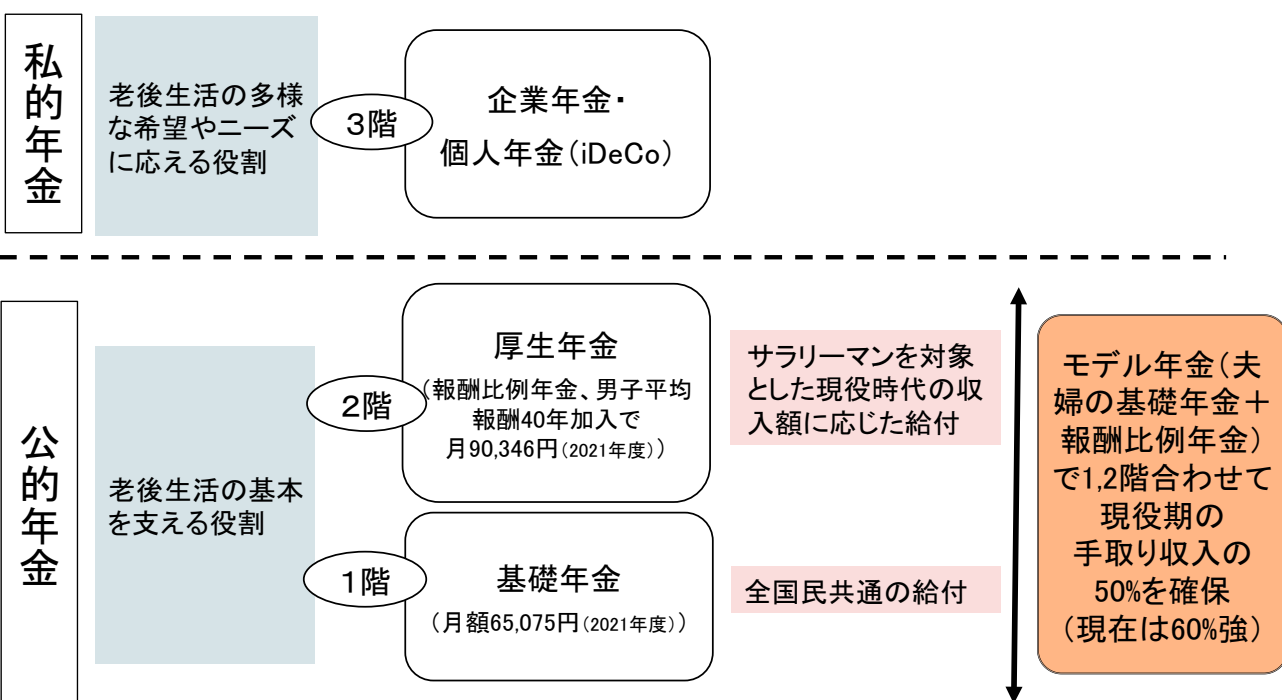 私的年金
老後生活の多様
な希望やニーズ
に応える役割
3階
企業年金・
個人年金(iDeCo)
公的年金
老後生活の基本
を支える役割
2階
厚生年金
(報酬比例年金、男子平均
報酬40年加入で
月90,346円(2021年度))
サラリーマンを対象
とした現役時代の収
入額に応じた給付
1階
基礎年金
(月額65,075円(2021年度))
全国民共通の給付
モデル年金(夫
婦の基礎年金+
報酬比例年金)
で1,2階合わせて
現役期の
手取り収入の
50%を確保
(現在は60%強)